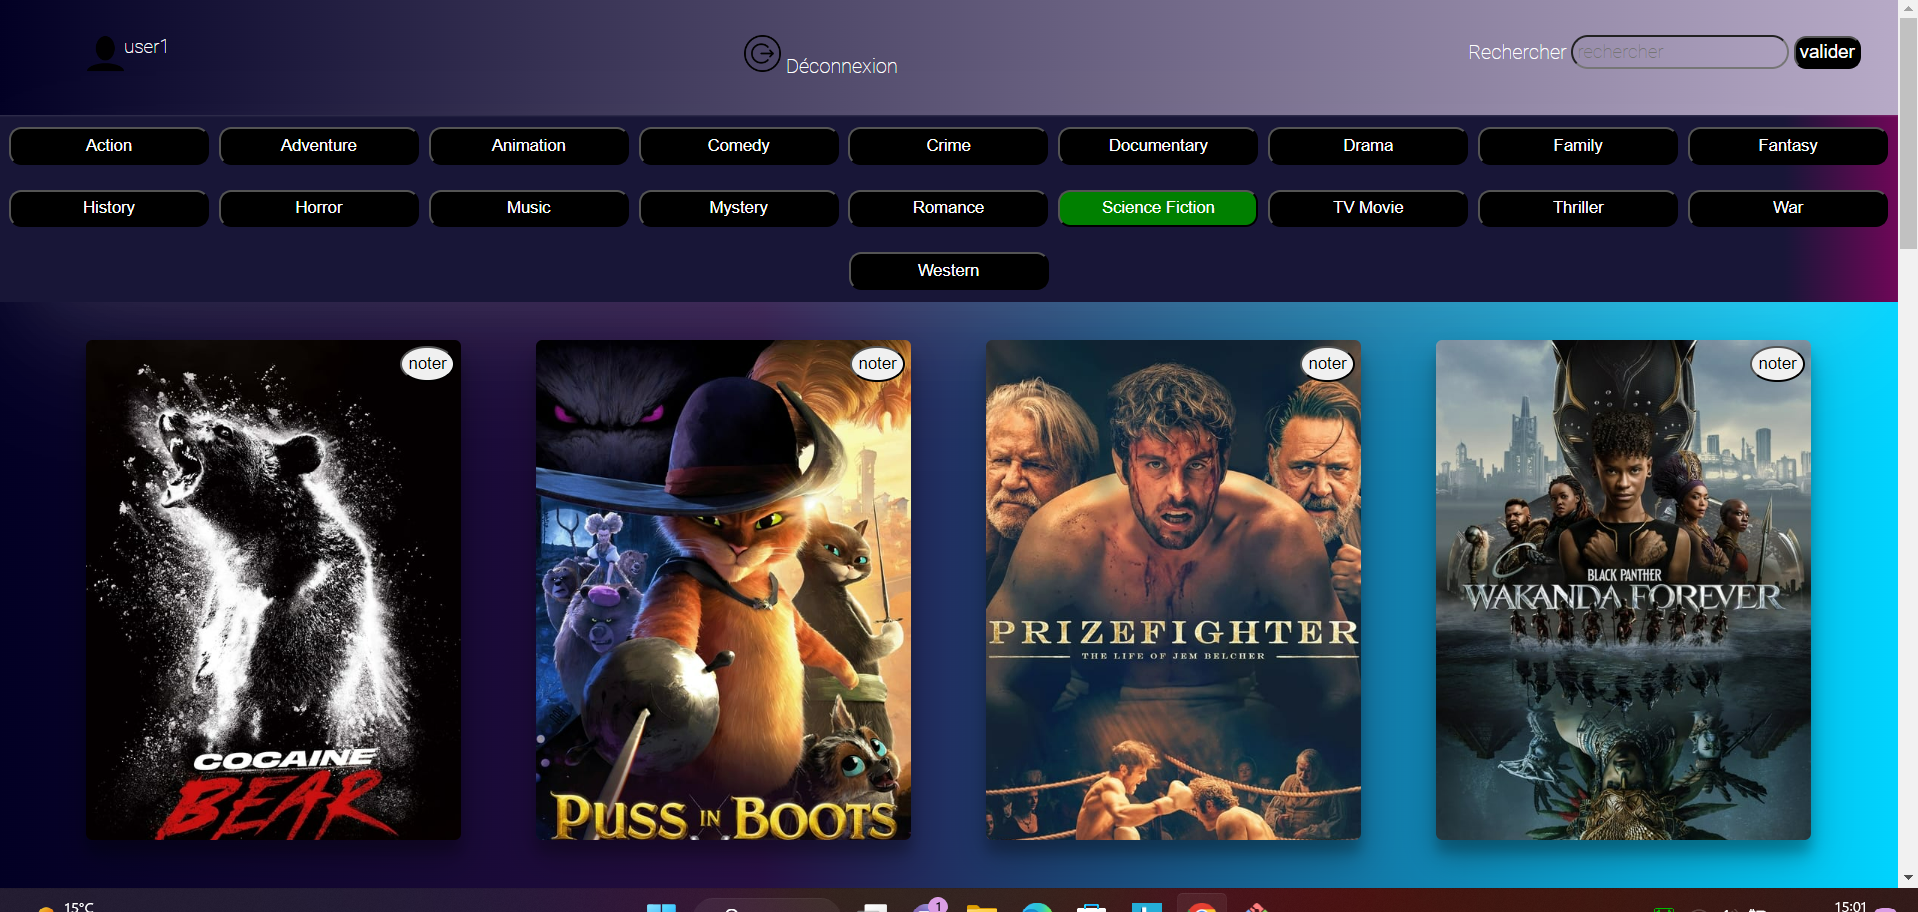 user1
Déconnexion
Rechercher rechercher valider
Action Adventure Animation Comedy Crime Documentary Drama Family Fantasy
History Horror Music Mystery Romance Science Fiction TV Movie Thriller War
Western
noter noter noter noter
COCAINE
BEAR
PUSS IN BOOTS
PRIZEFIGHTER
THE LIFE OF JEM BELCHER
BLACK PANTHER
WAKANDA FOREVER
15°C
1
15:01